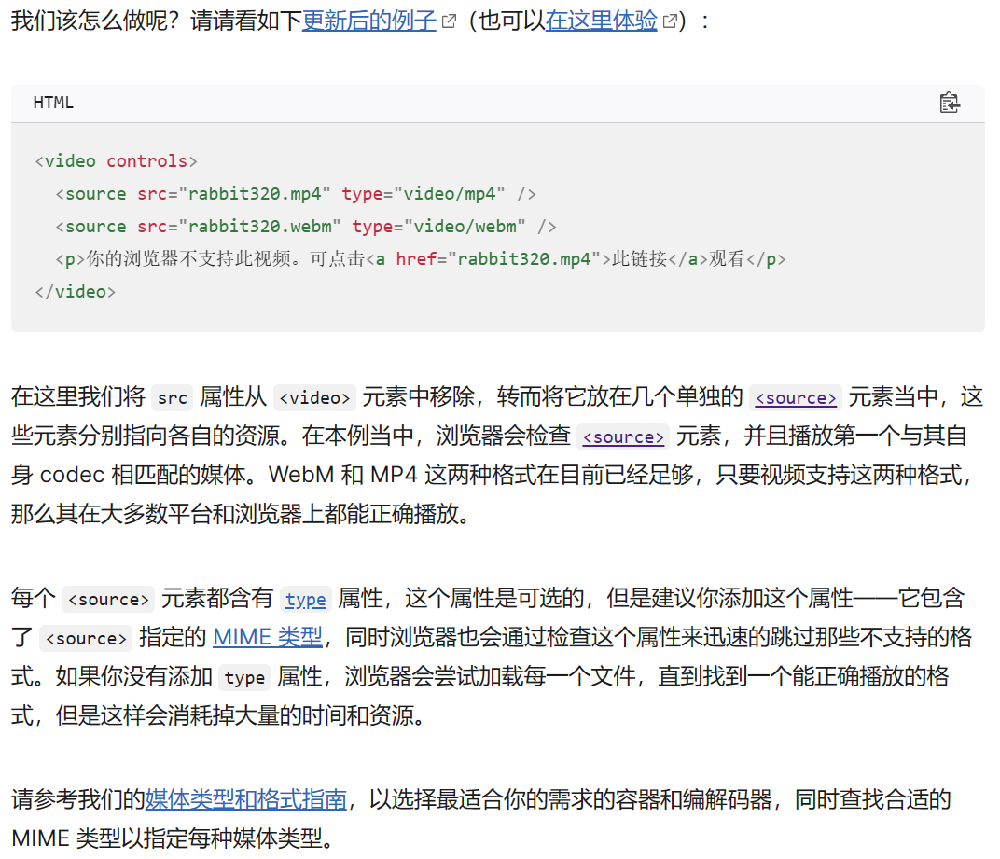 我们该怎么做呢？请请看如下更新后的例子（也可以在这里体验）：
HTML
<video controls>
  <source src="rabbit320.mp4" type="video/mp4" />
  <source src="rabbit320.webm" type="video/webm" />
  <p>你的浏览器不支持此视频。可点击<a href="rabbit320.mp4">此链接</a>观看</p>
</video>
在这里我们将 src 属性从 <video> 元素中移除，转而将它放在几个单独的 <source> 元素当中，这
些元素分别指向各自的资源。在本例当中，浏览器会检查 <source> 元素，并且播放第一个与其自
身 codec 相匹配的媒体。WebM 和 MP4 这两种格式在目前已经足够，只要视频支持这两种格式，
那么其在大多数平台和浏览器上都能正确播放。
每个 <source> 元素都含有 type 属性，这个属性是可选的，但是建议你添加这个属性——它包含
了 <source> 指定的 MIME 类型，同时浏览器也会通过检查这个属性来迅速的跳过那些不支持的格
式。如果你没有添加 type 属性，浏览器会尝试加载每一个文件，直到找到一个能正确播放的格
式，但是这样会消耗掉大量的时间和资源。
请参考我们的媒体类型和格式指南，以选择最适合你的需求的容器和编解码器，同时查找合适的
MIME 类型以指定每种媒体类型。